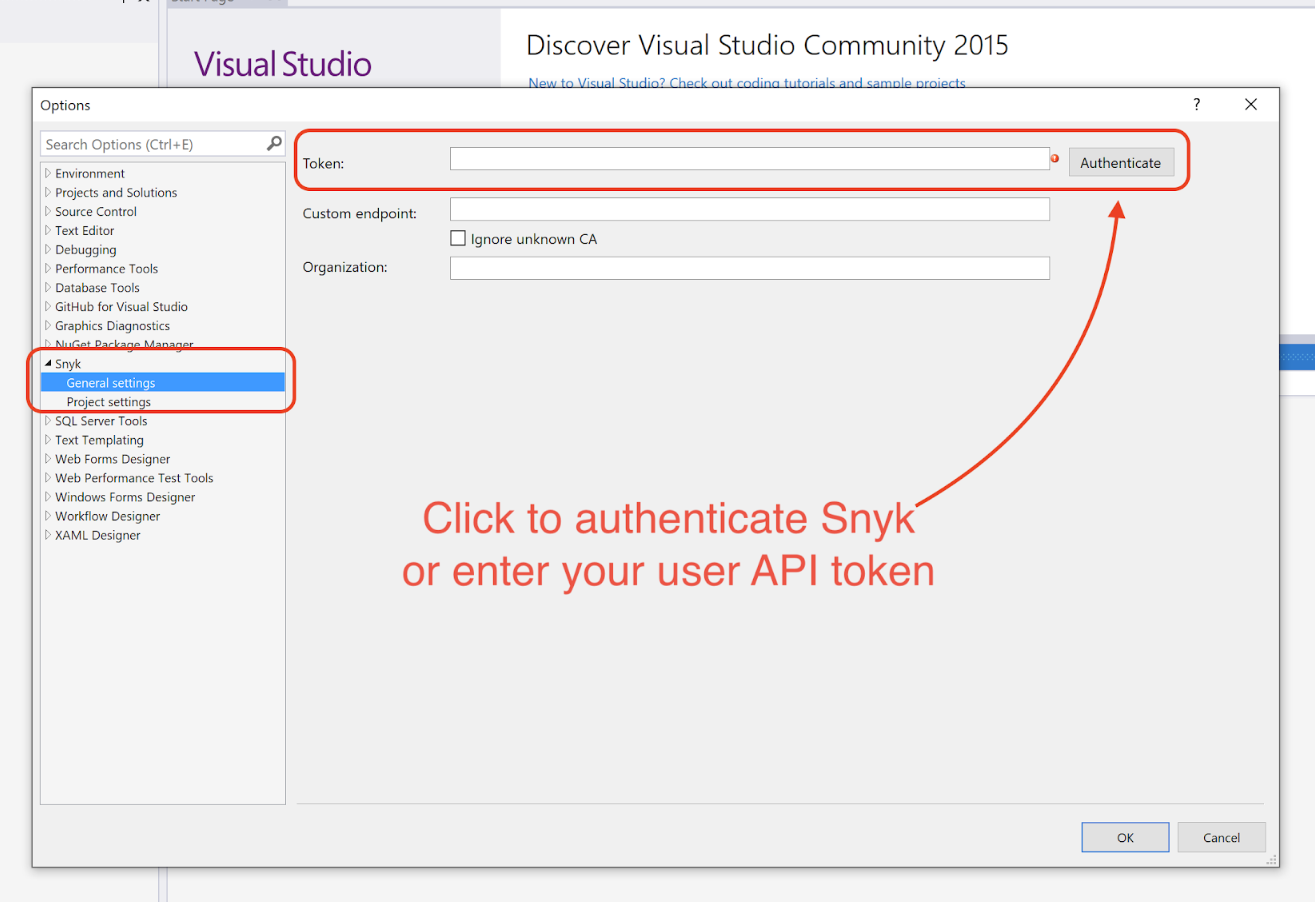 Start Page
Visual Studio
Discover Visual Studio Community 2015
New to Visual Studio? Check out coding tutorials and sample projects
Options
?
Search Options (Ctrl+E)
Environment
Projects and Solutions
Source Control
Text Editor
Debugging
Performance Tools
Database Tools
GitHub for Visual Studio
Graphics Diagnostics
NuGet Package Manager
Snyk
General settings
Project settings
SQL Server Tools
Text Templating
Web Forms Designer
Web Performance Test Tools
Windows Forms Designer
Workflow Designer
XAML Designer
Token:
Authenticate
Custom endpoint:
Ignore unknown CA
Organization:
Click to authenticate Snyk
or enter your user API token
OK
Cancel